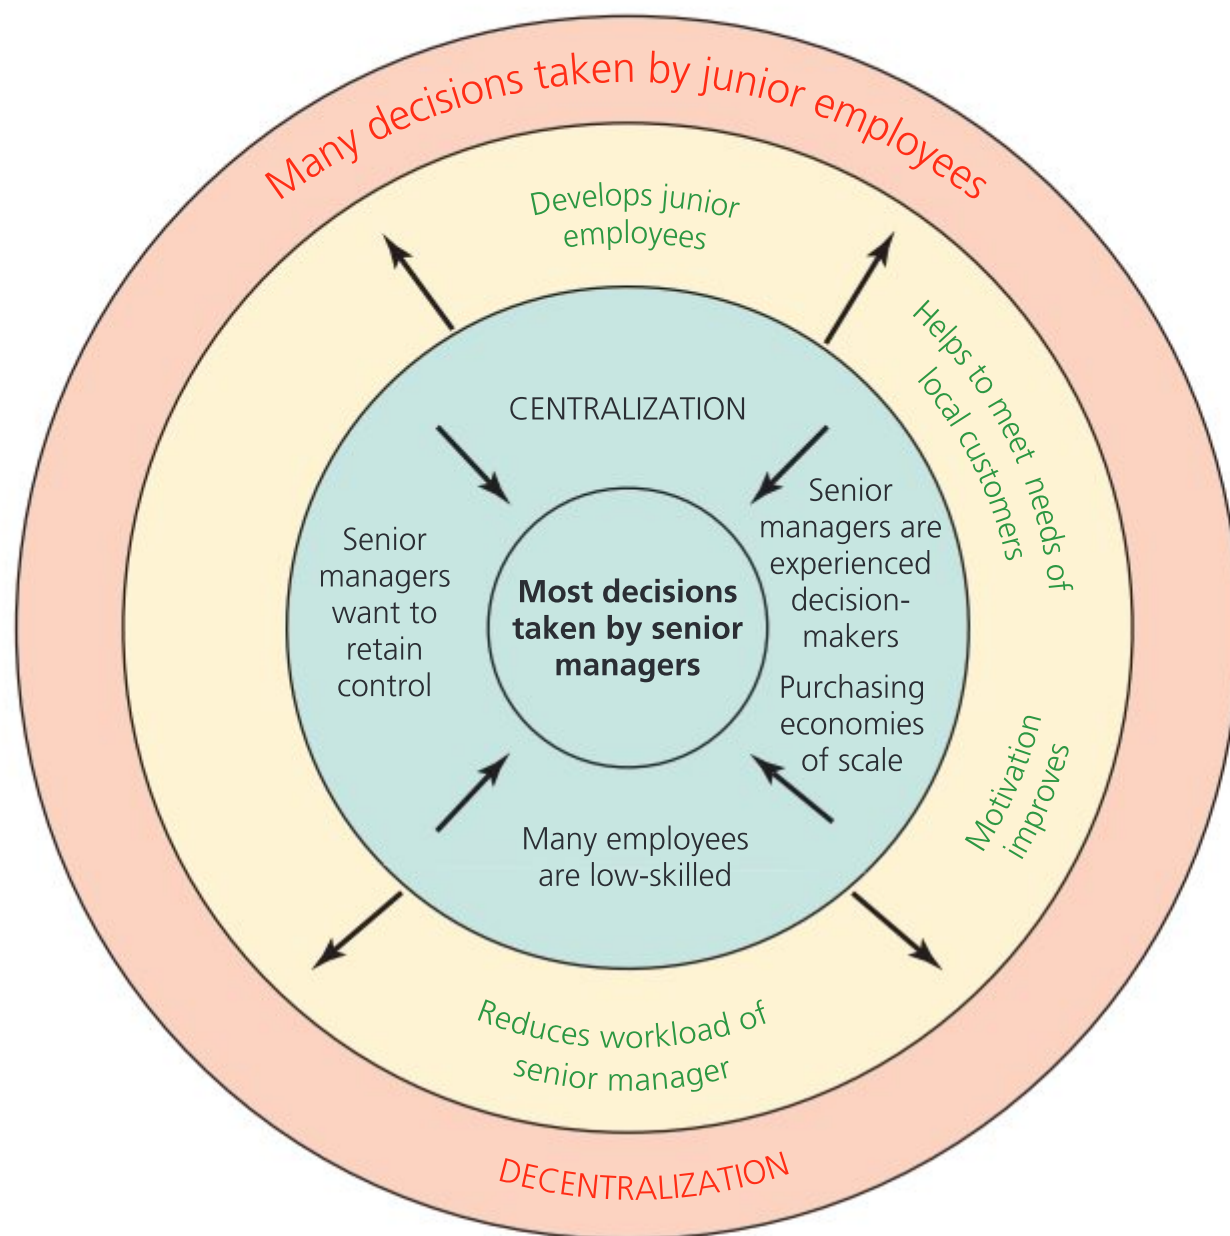 Many decisions taken by junior employees
Develops junior
employees
Helps to meet needs of
local customers
CENTRALIZATION
Senior
managers
want to
retain
control
Most decisions
taken by senior
managers
Senior
managers are
experienced
decision-
makers
Purchasing
economies
of scale
Motivation
improves
Many employees
are low-skilled
Reduces workload of
senior manager
DECENTRALIZATION